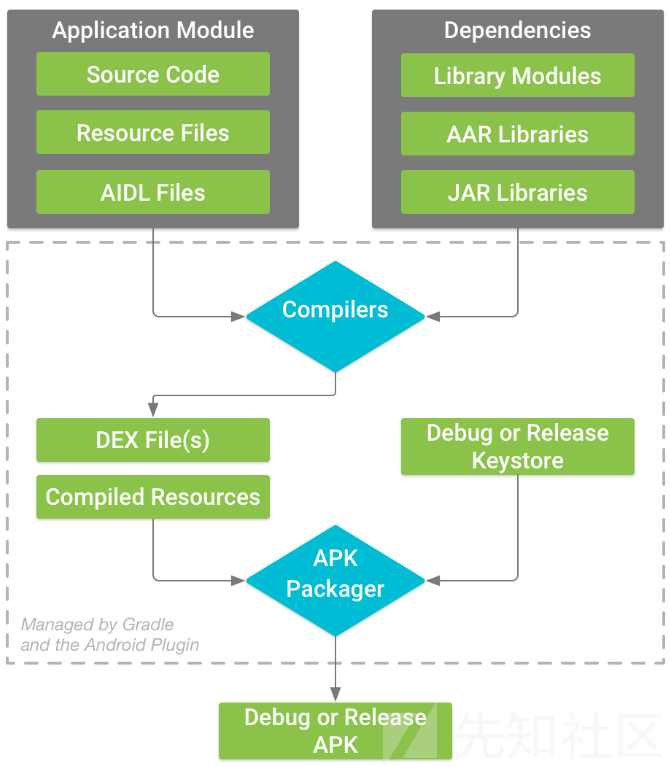 Application Module
Source Code
Resource Files
AIDL Files
Dependencies
Library Modules
AAR Libraries
JAR Libraries
Compilers
DEX File(s)
Compiled Resources
Debug or Release
Keystore
APK
Packager
Managed by Gradle
and the Android Plugin
Debug or Release
APK
先知社区